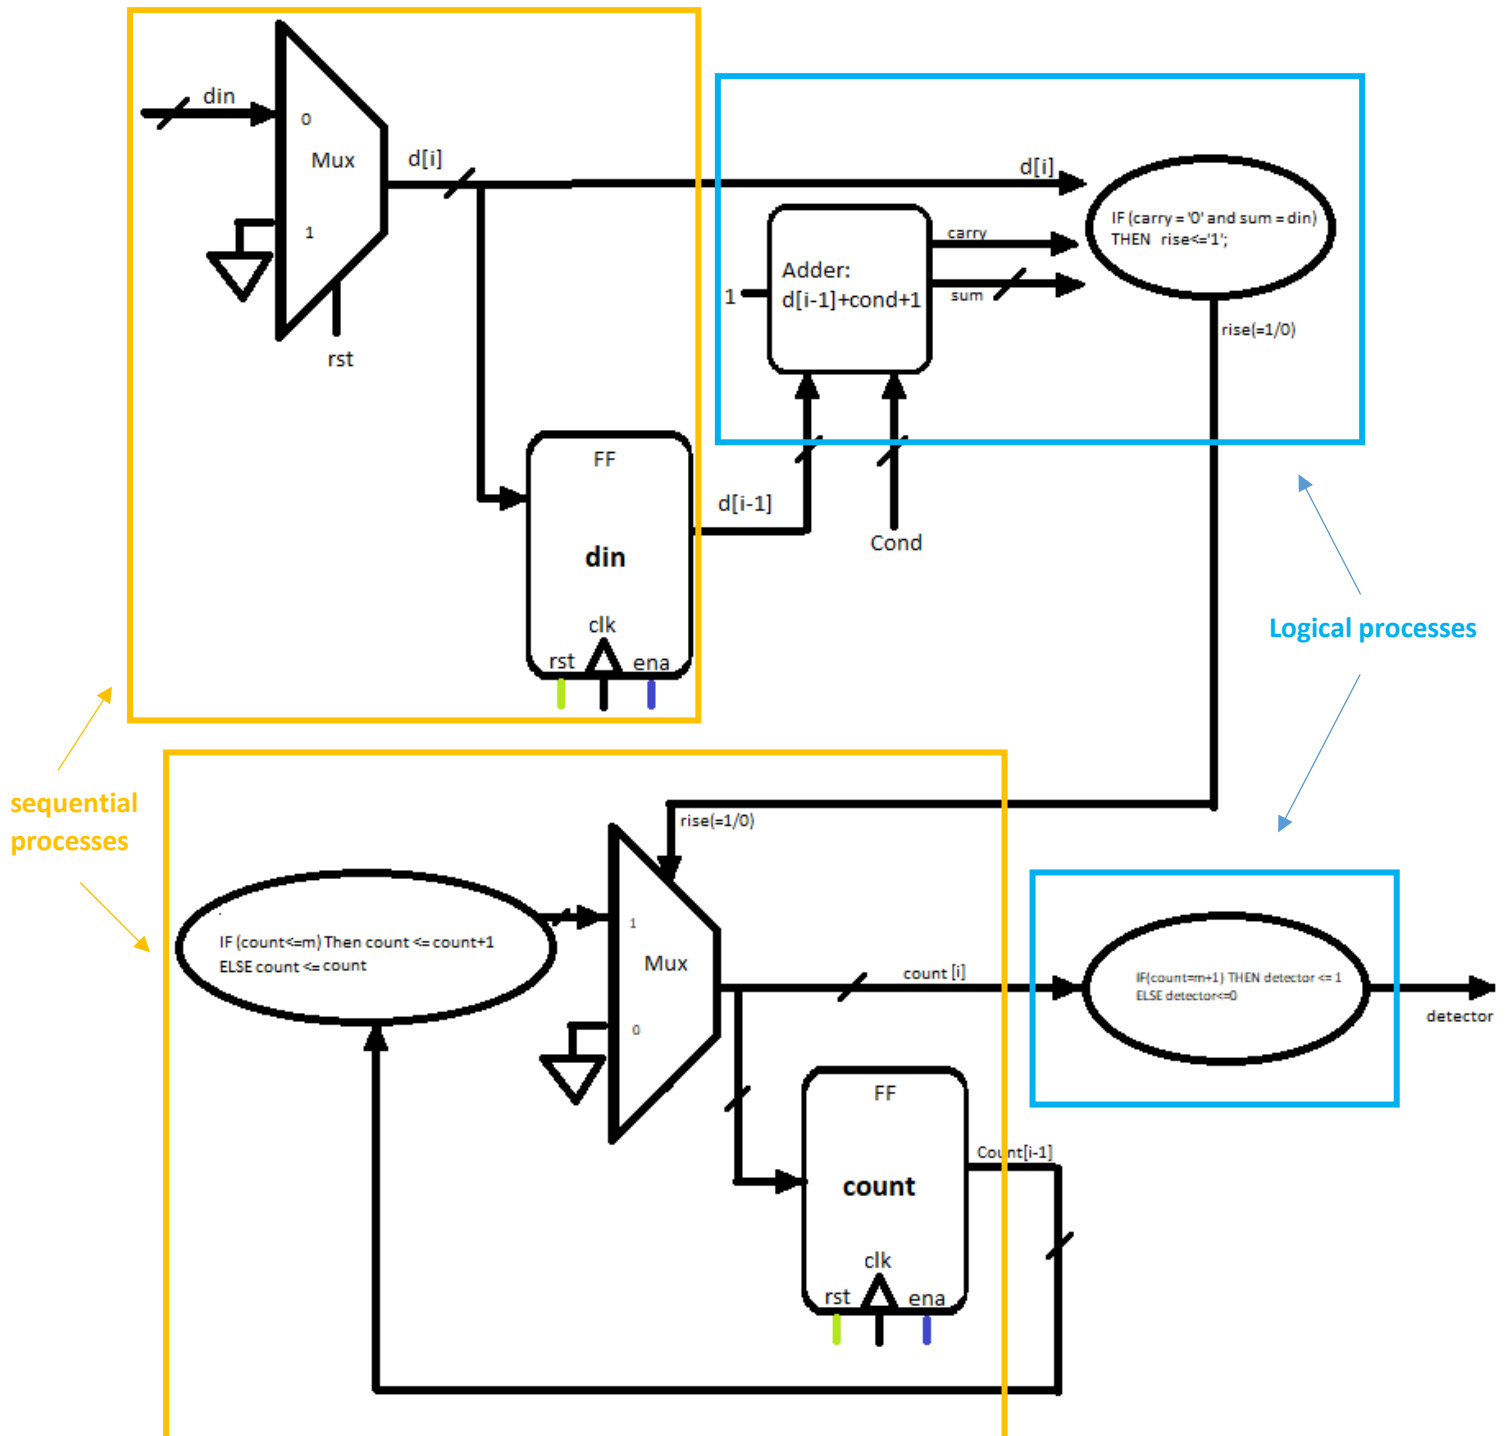 din
0
Mux
1
rst
d[i]
d[i]
IF (carry = '0' and sum = din)
THEN rise<='1';
carry
Adder:
d[i-1]+cond+1
1
sum
rise(=1/0)
FF
din
clk
rst
ena
d[i-1]
Cond
Logical processes
sequential
processes
rise(=1/0)
IF (count<=m) Then count <= count+1
ELSE count <= count
1
Mux
0
count [i]
IF(count=m+1) THEN detector <= 1
ELSE detector<=0
detector
FF
count
clk
rst
ena
Count[i-1]